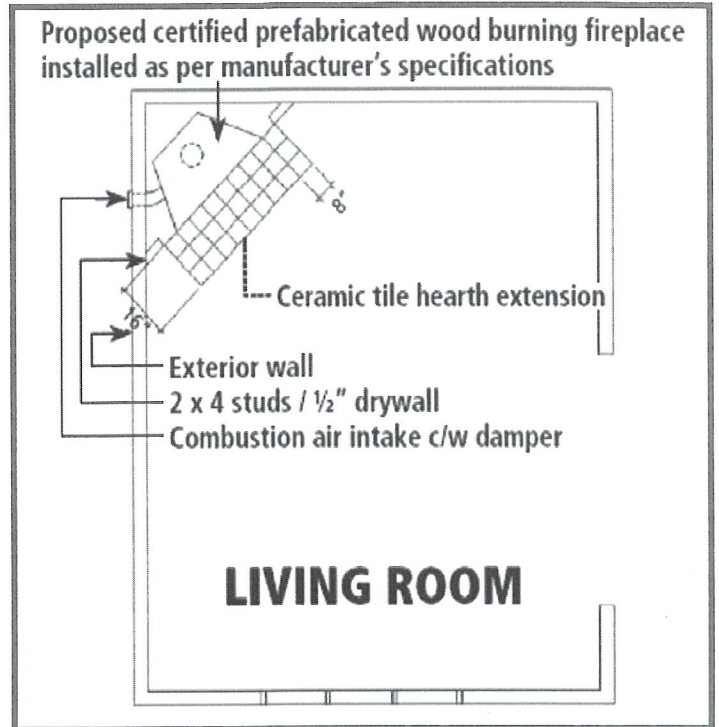 Proposed certified prefabricated wood burning fireplace
installed as per manufacturer's specifications
8"
Ceramic tile hearth extension
16"
Exterior wall
2 x 4 studs / ½" drywall
Combustion air intake c/w damper
LIVING ROOM